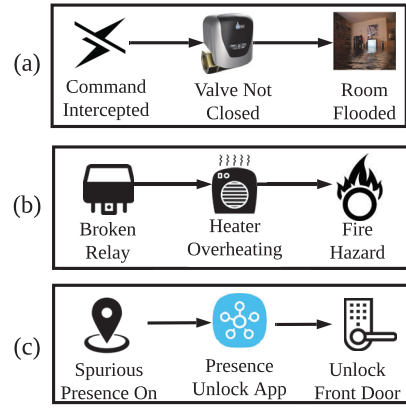 (a)
Command
Intercepted
Valve Not
Closed
Room
Flooded
(b)
Broken
Relay
Heater
Overheating
Fire
Hazard
(c)
Spurious
Presence On
Presence
Unlock App
Unlock
Front Door